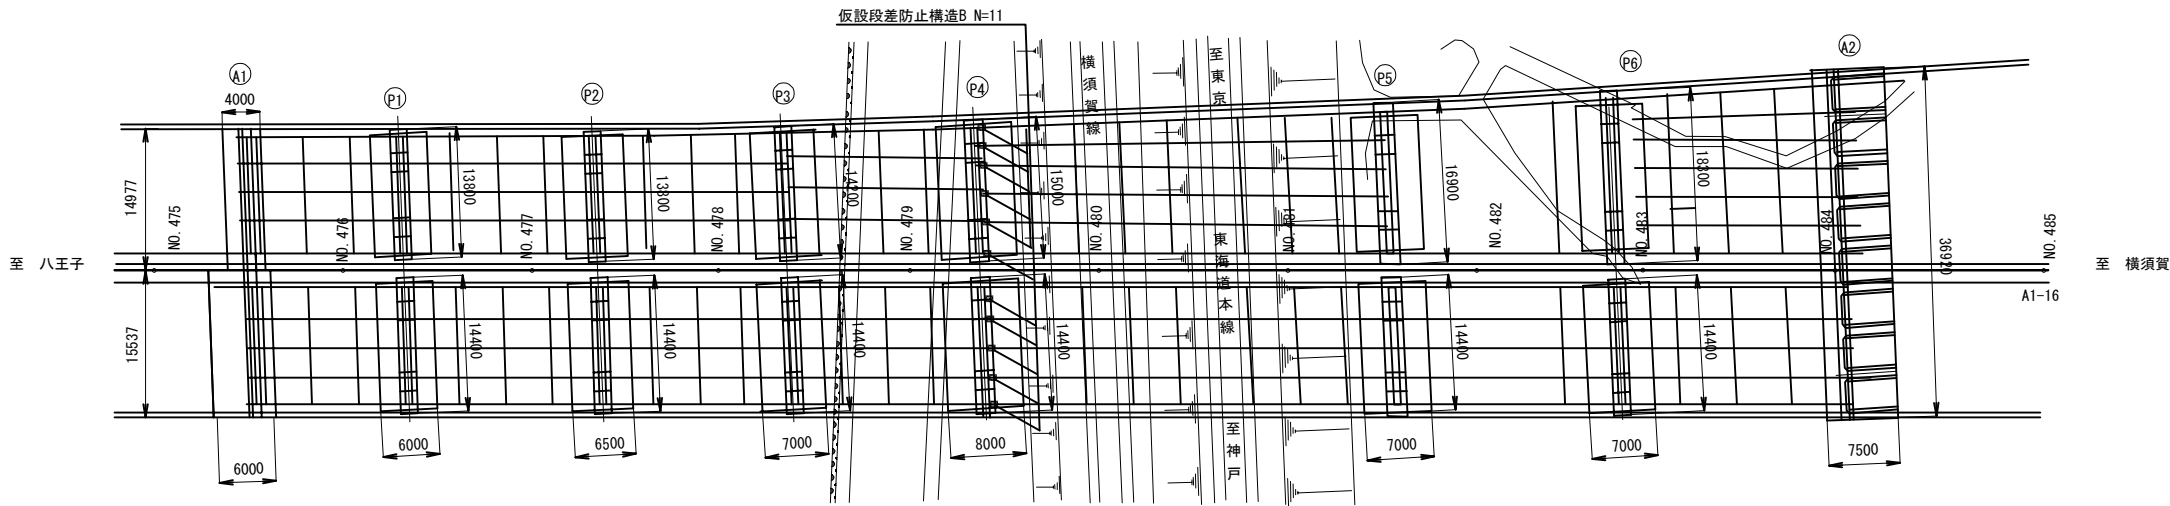 仮設段差防止構造B N=11
A1
P1
P2
P3
P4
P5
P6
A2
4000
横須賀線
至東京
14977
13800
13800
14200
15000
16900
18300
NO.475
NO.476
NO.477
NO.478
NO.479
NO.480
NO.481
NO.482
NO.483
NO.484
NO.485
36920
至 八王子
至 横須賀
A1-16
東海道本線
15537
14400
14400
14400
14400
14400
14400
至神戸
6000
6000
6500
7000
8000
7000
7000
7500